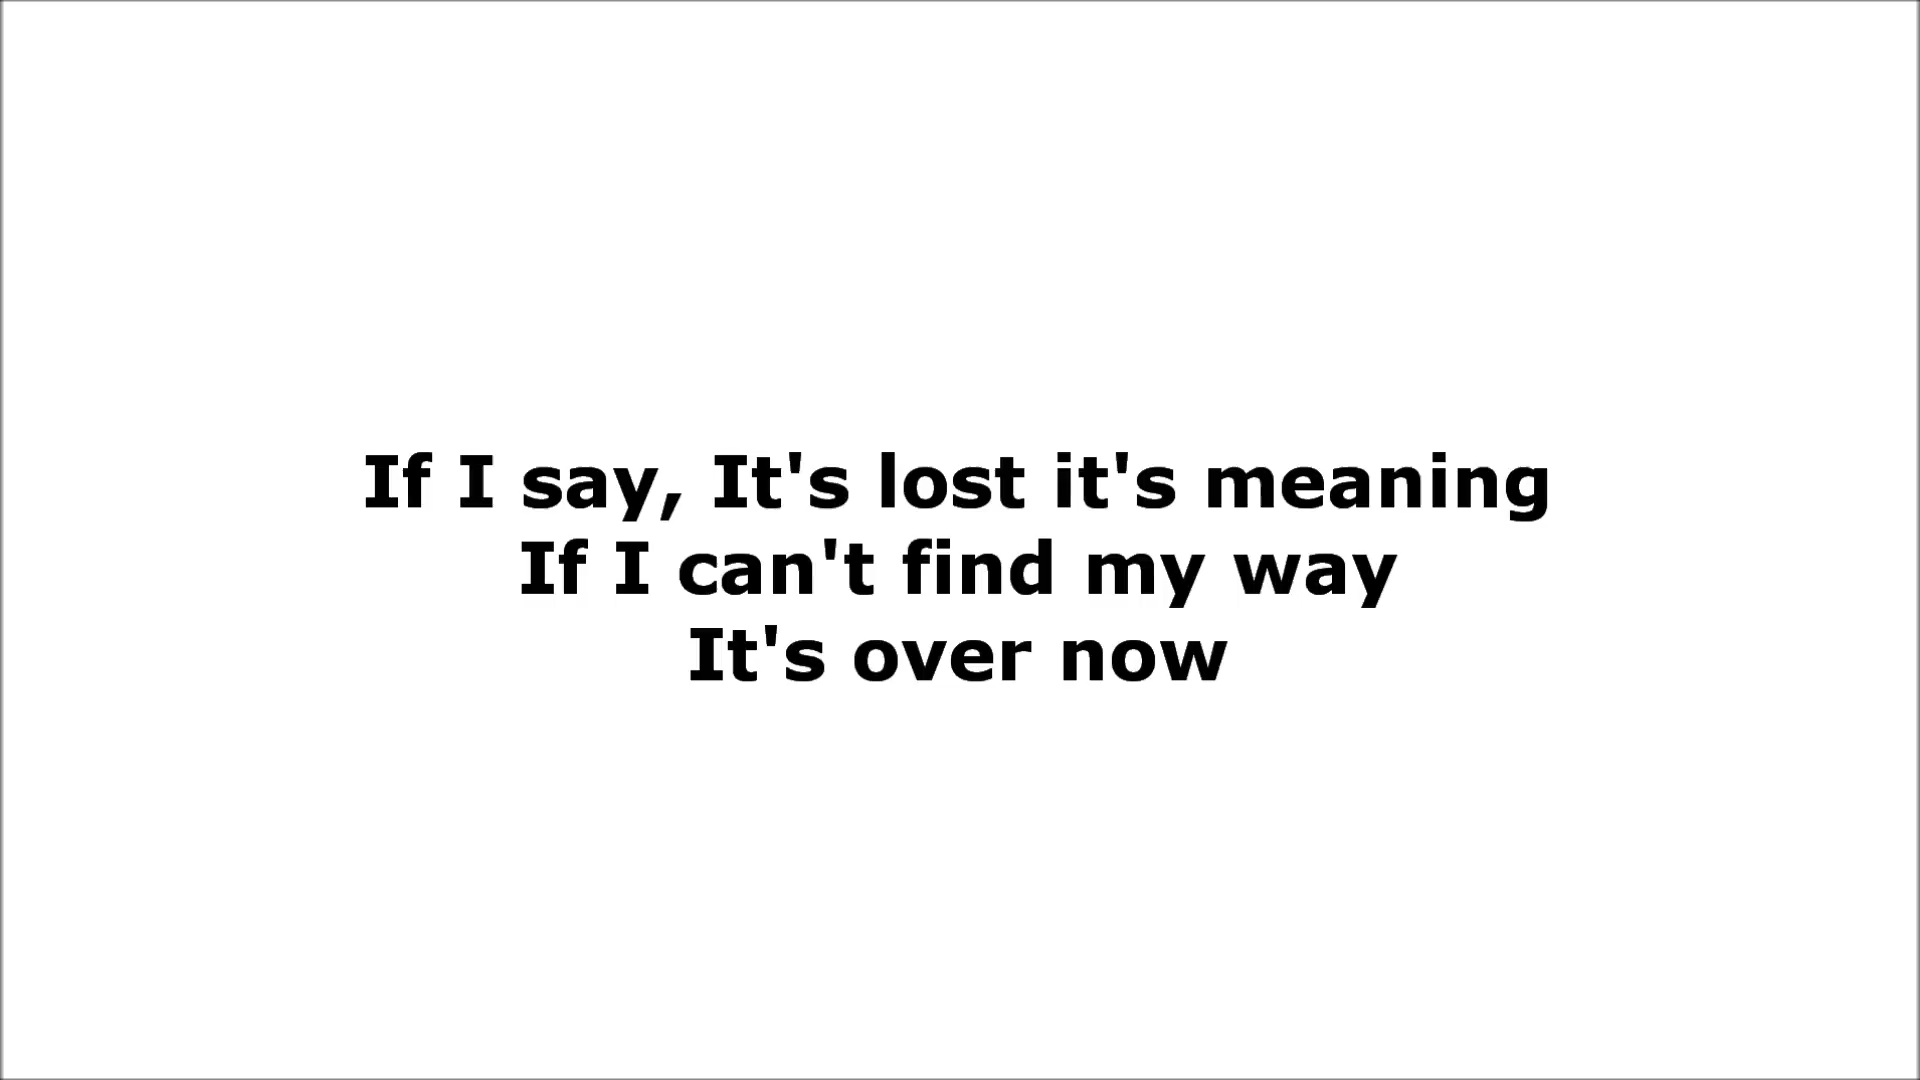 If I say, It's lost it's meaning
If I can't find my way
It's over now